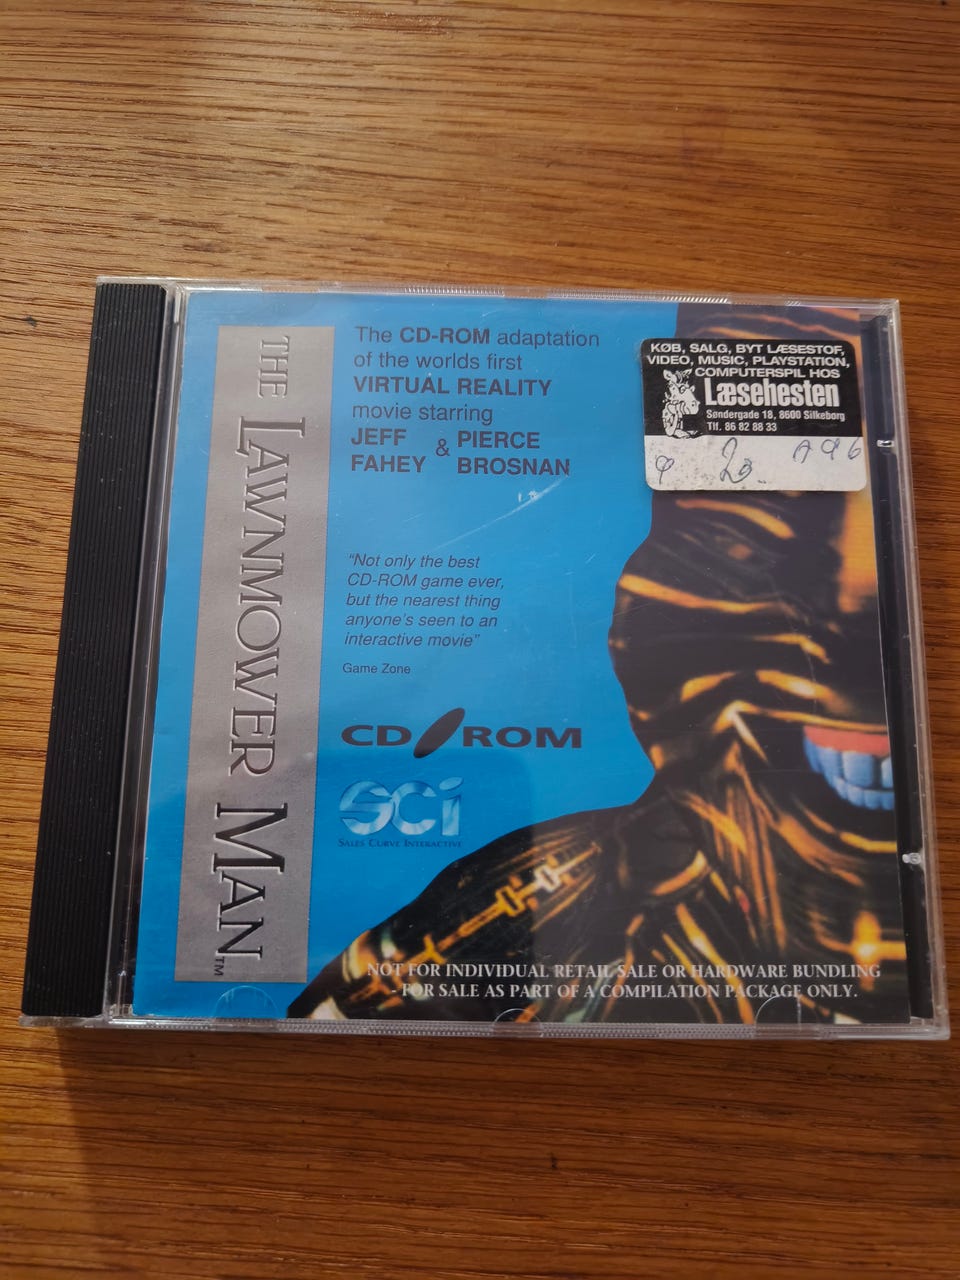 THE LAWNMOWER MAN™
The CD-ROM adaptation
of the worlds first
VIRTUAL REALITY
movie starring
JEFF & PIERCE
FAHEY BROSNAN
"Not only the best
CD-ROM game ever,
but the nearest thing
anyone's seen to an
interactive movie"
Game Zone
CD ROM
SCi
SALES CURVE INTERACTIVE
KØB, SALG, BYT LÆSESTOF,
VIDEO, MUSIC, PLAYSTATION,
COMPUTERSPIL HOS
Læsehesten
Søndergade 18, 8600 Silkeborg
Tlf. 86 82 88 33
NOT FOR INDIVIDUAL RETAIL SALE OR HARDWARE BUNDLING
- FOR SALE AS PART OF A COMPILATION PACKAGE ONLY.